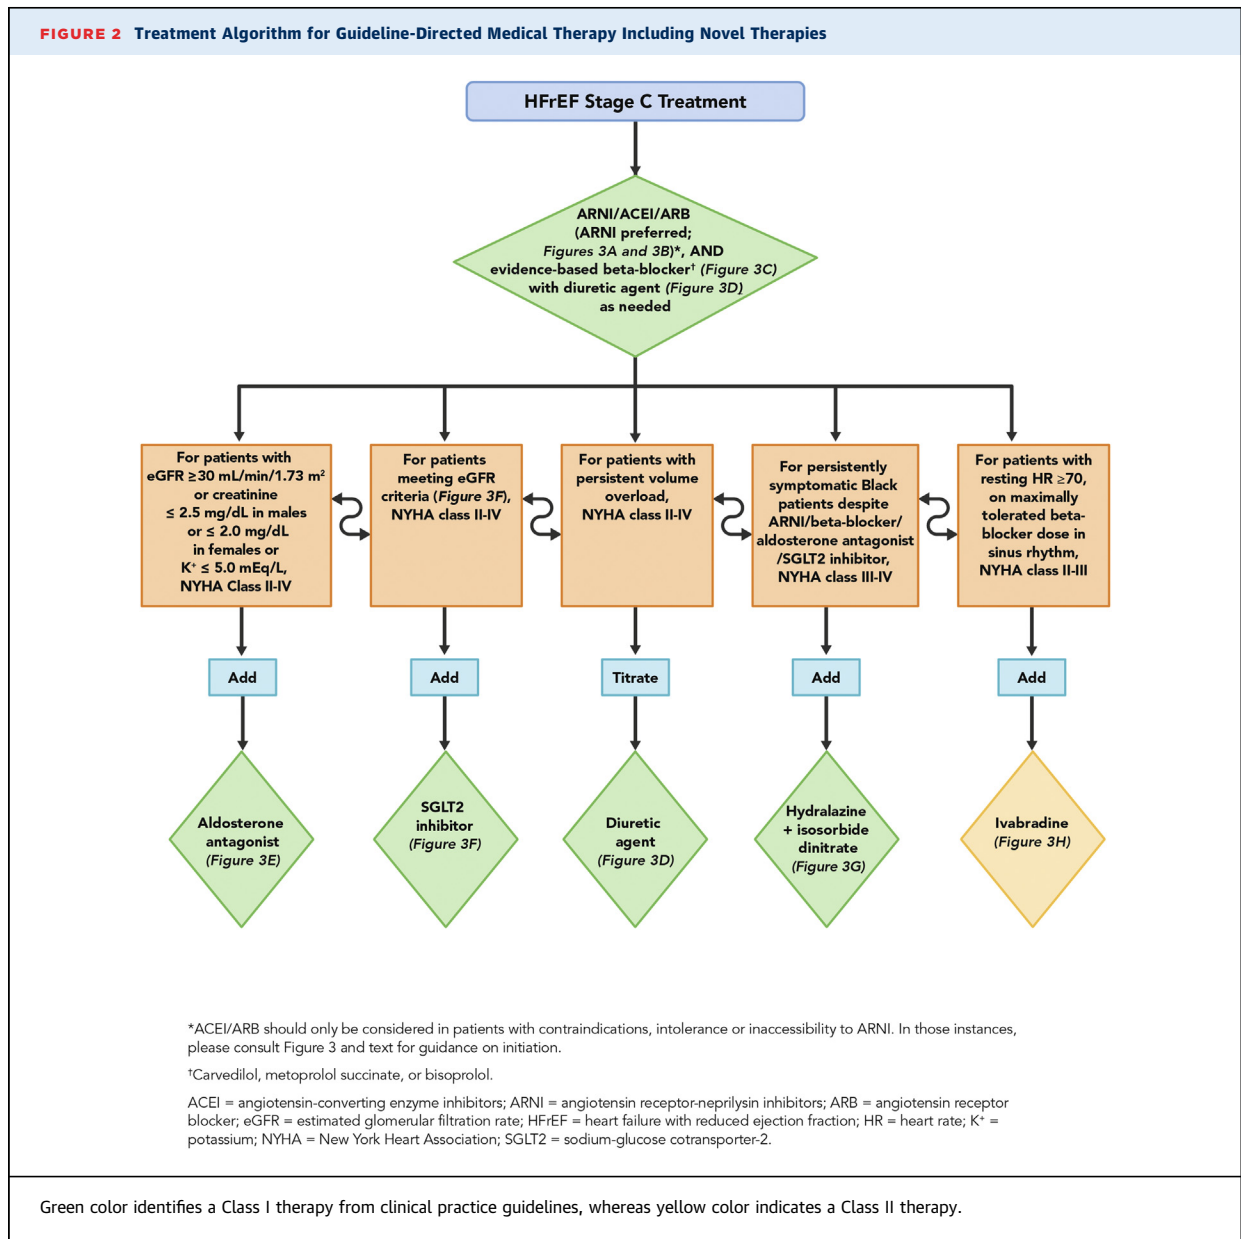 FIGURE 2 Treatment Algorithm for Guideline-Directed Medical Therapy Including Novel Therapies
HFrEF Stage C Treatment
ARNI/ACEI/ARB
(ARNI preferred;
Figures 3A and 3B)*, AND
evidence-based beta-blocker† (Figure 3C)
with diuretic agent (Figure 3D)
as needed
For patients with
eGFR ≥30 mL/min/1.73 m²
or creatinine
≤ 2.5 mg/dL in males
or ≤ 2.0 mg/dL
in females or
K⁺ ≤ 5.0 mEq/L,
NYHA Class II-IV
For patients
meeting eGFR
criteria (Figure 3F),
NYHA class II-IV
For patients with
persistent volume
overload,
NYHA class II-IV
For persistently
symptomatic Black
patients despite
ARNI/beta-blocker/
aldosterone antagonist
/SGLT2 inhibitor,
NYHA class III-IV
For patients with
resting HR ≥70,
on maximally
tolerated beta-
blocker dose in
sinus rhythm,
NYHA class II-III
Add
Add
Titrate
Add
Add
Aldosterone
antagonist
(Figure 3E)
SGLT2
inhibitor
(Figure 3F)
Diuretic
agent
(Figure 3D)
Hydralazine
+ isosorbide
dinitrate
(Figure 3G)
Ivabradine
(Figure 3H)
*ACEI/ARB should only be considered in patients with contraindications, intolerance or inaccessibility to ARNI. In those instances,
please consult Figure 3 and text for guidance on initiation.
†Carvedilol, metoprolol succinate, or bisoprolol.
ACEI = angiotensin-converting enzyme inhibitors; ARNI = angiotensin receptor-neprilysin inhibitors; ARB = angiotensin receptor
blocker; eGFR = estimated glomerular filtration rate; HFrEF = heart failure with reduced ejection fraction; HR = heart rate; K⁺ =
potassium; NYHA = New York Heart Association; SGLT2 = sodium-glucose cotransporter-2.
Green color identifies a Class I therapy from clinical practice guidelines, whereas yellow color indicates a Class II therapy.